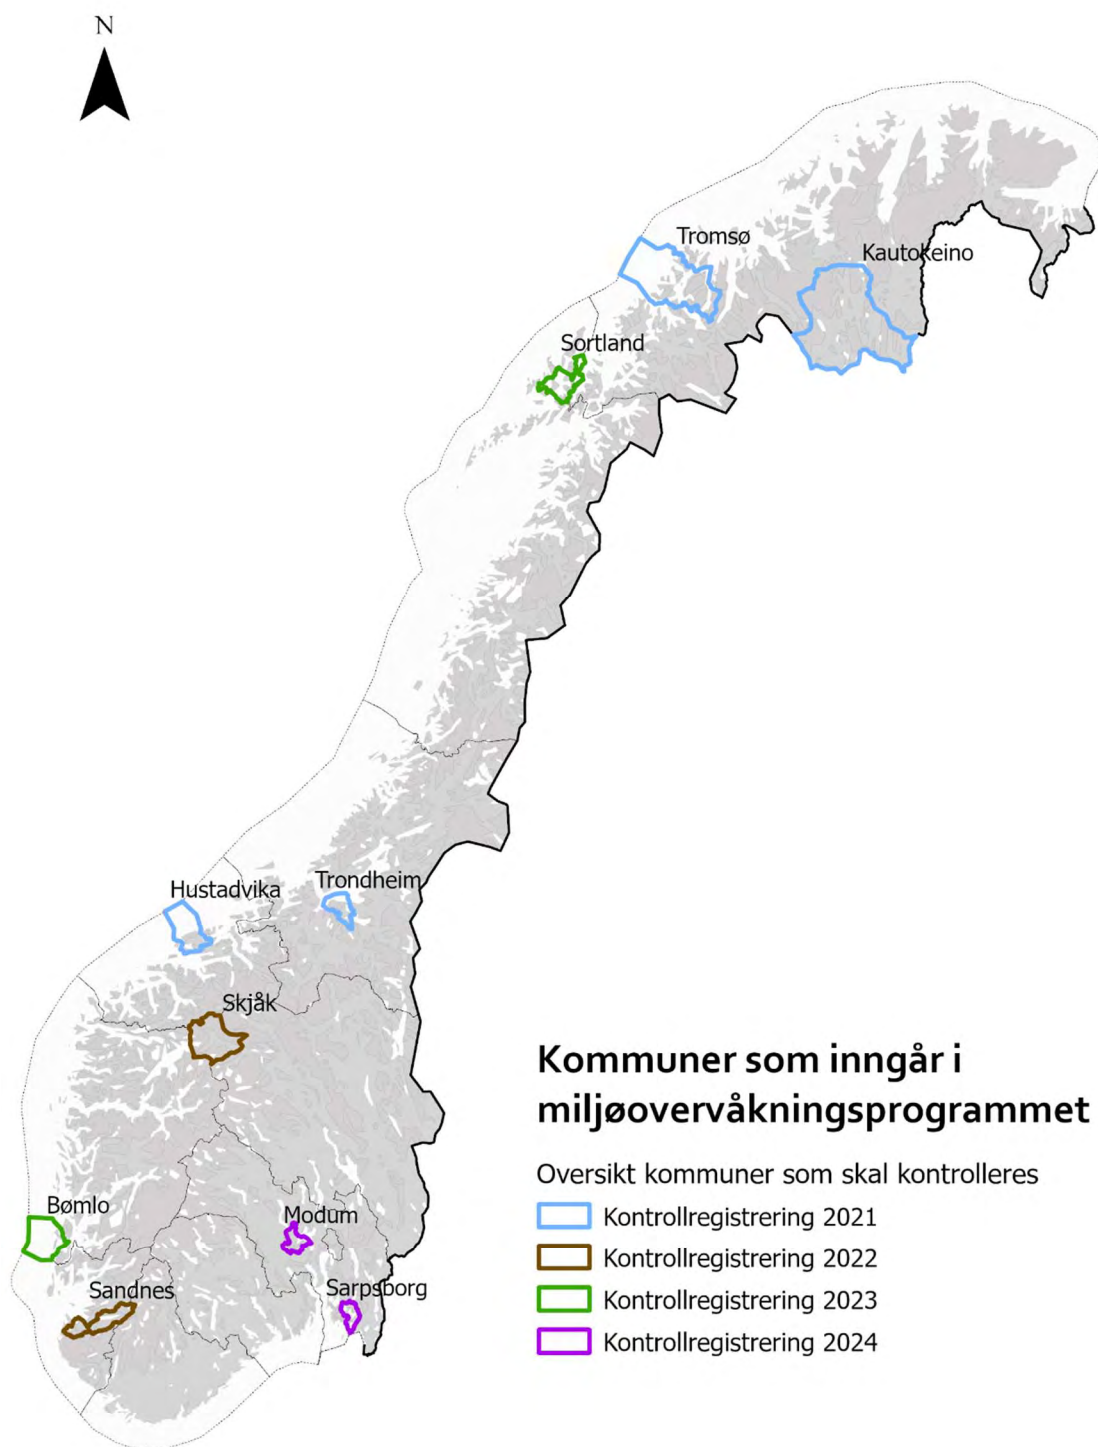 N
Tromsø
Kautokeino
Sortland
Hustadvika
Trondheim
Skjåk
Bømlo
Modum
Sandnes
Sarpsborg
Kommuner som inngår i
miljøovervåkningsprogrammet
Oversikt kommuner som skal kontrolleres
Kontrollregistrering 2021
Kontrollregistrering 2022
Kontrollregistrering 2023
Kontrollregistrering 2024